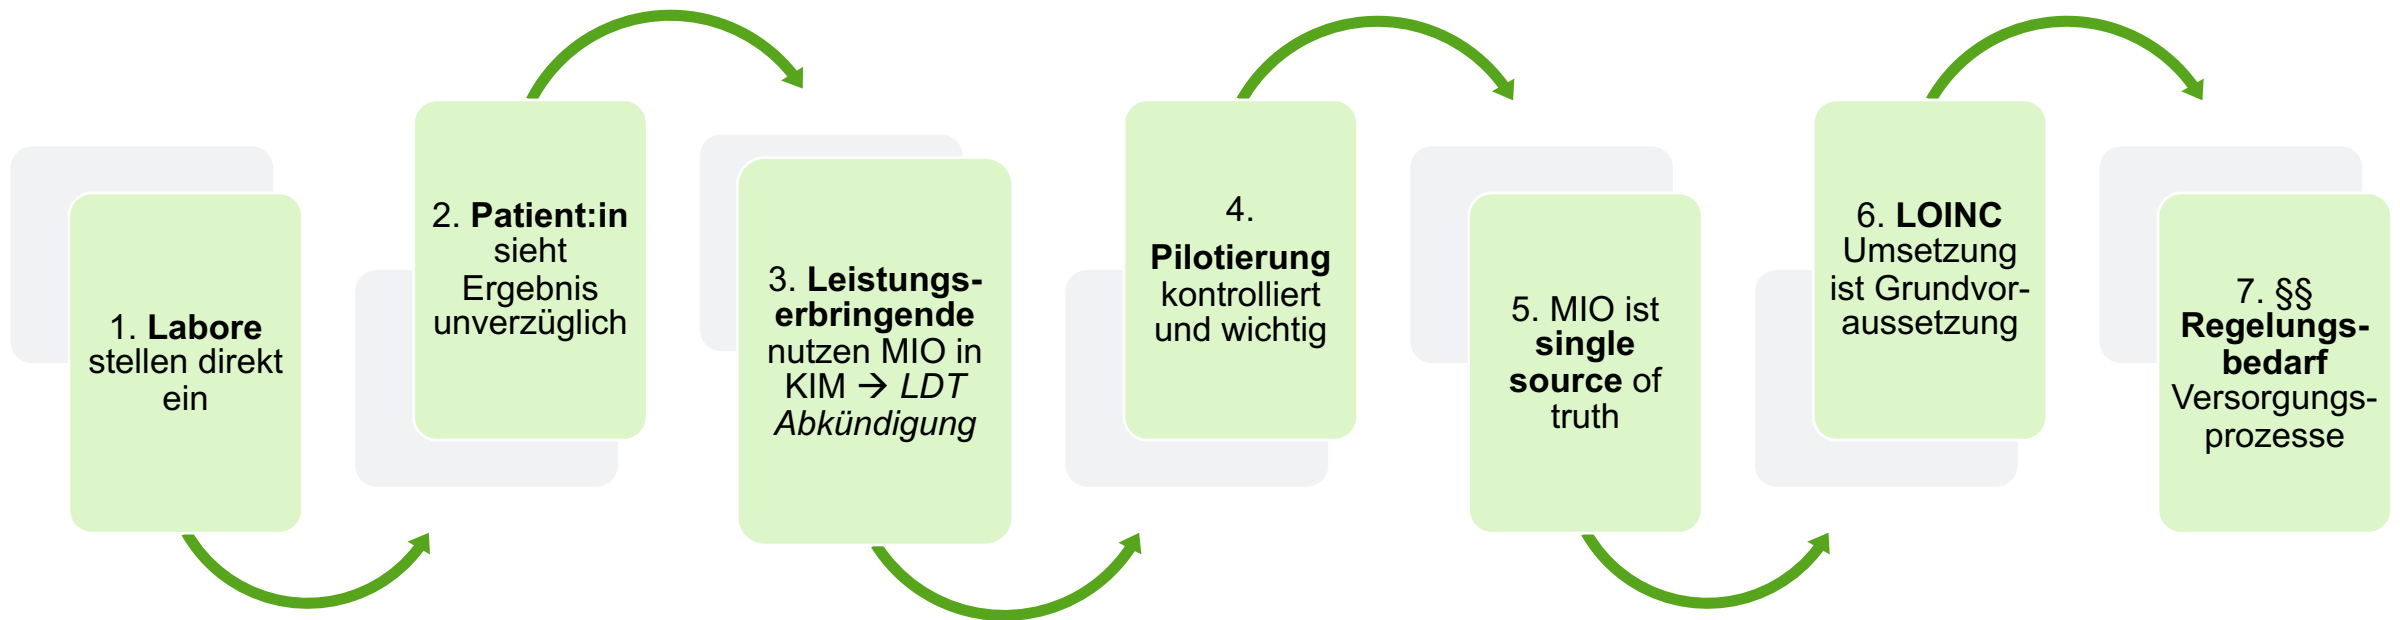 1. Labore
stellen direkt
ein
2. Patient:in
sieht
Ergebnis
unverzüglich
3. Leistungs-
erbringende
nutzen MIO in
KIM → LDT
Abkündigung
4.
Pilotierung
kontrolliert
und wichtig
5. MIO ist
single
source of
truth
6. LOINC
Umsetzung
ist Grundvor-
aussetzung
7. §§
Regelungs-
bedarf
Versorgungs-
prozesse